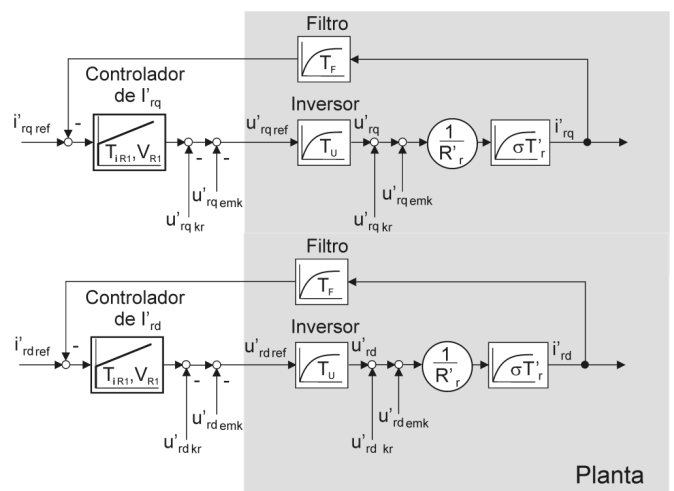 Filtro
T_F
Controlador
de I'_rq
Inversor
i'_rq ref
-
T_iR1, V_R1
-
-
u'_rq ref
T_U
u'_rq
1
R'_r
σT'_r
i'_rq
u'_rq emk
u'_rq kr
u'_rq emk
u'_rq kr
Filtro
T_F
Controlador
de I'_rd
Inversor
i'_rd ref
-
T_iR1, V_R1
-
-
u'_rd ref
T_U
u'_rd
1
R'_r
σT'_r
i'_rd
u'_rd emk
u'_rd kr
u'_rd emk
u'_rd kr
Planta